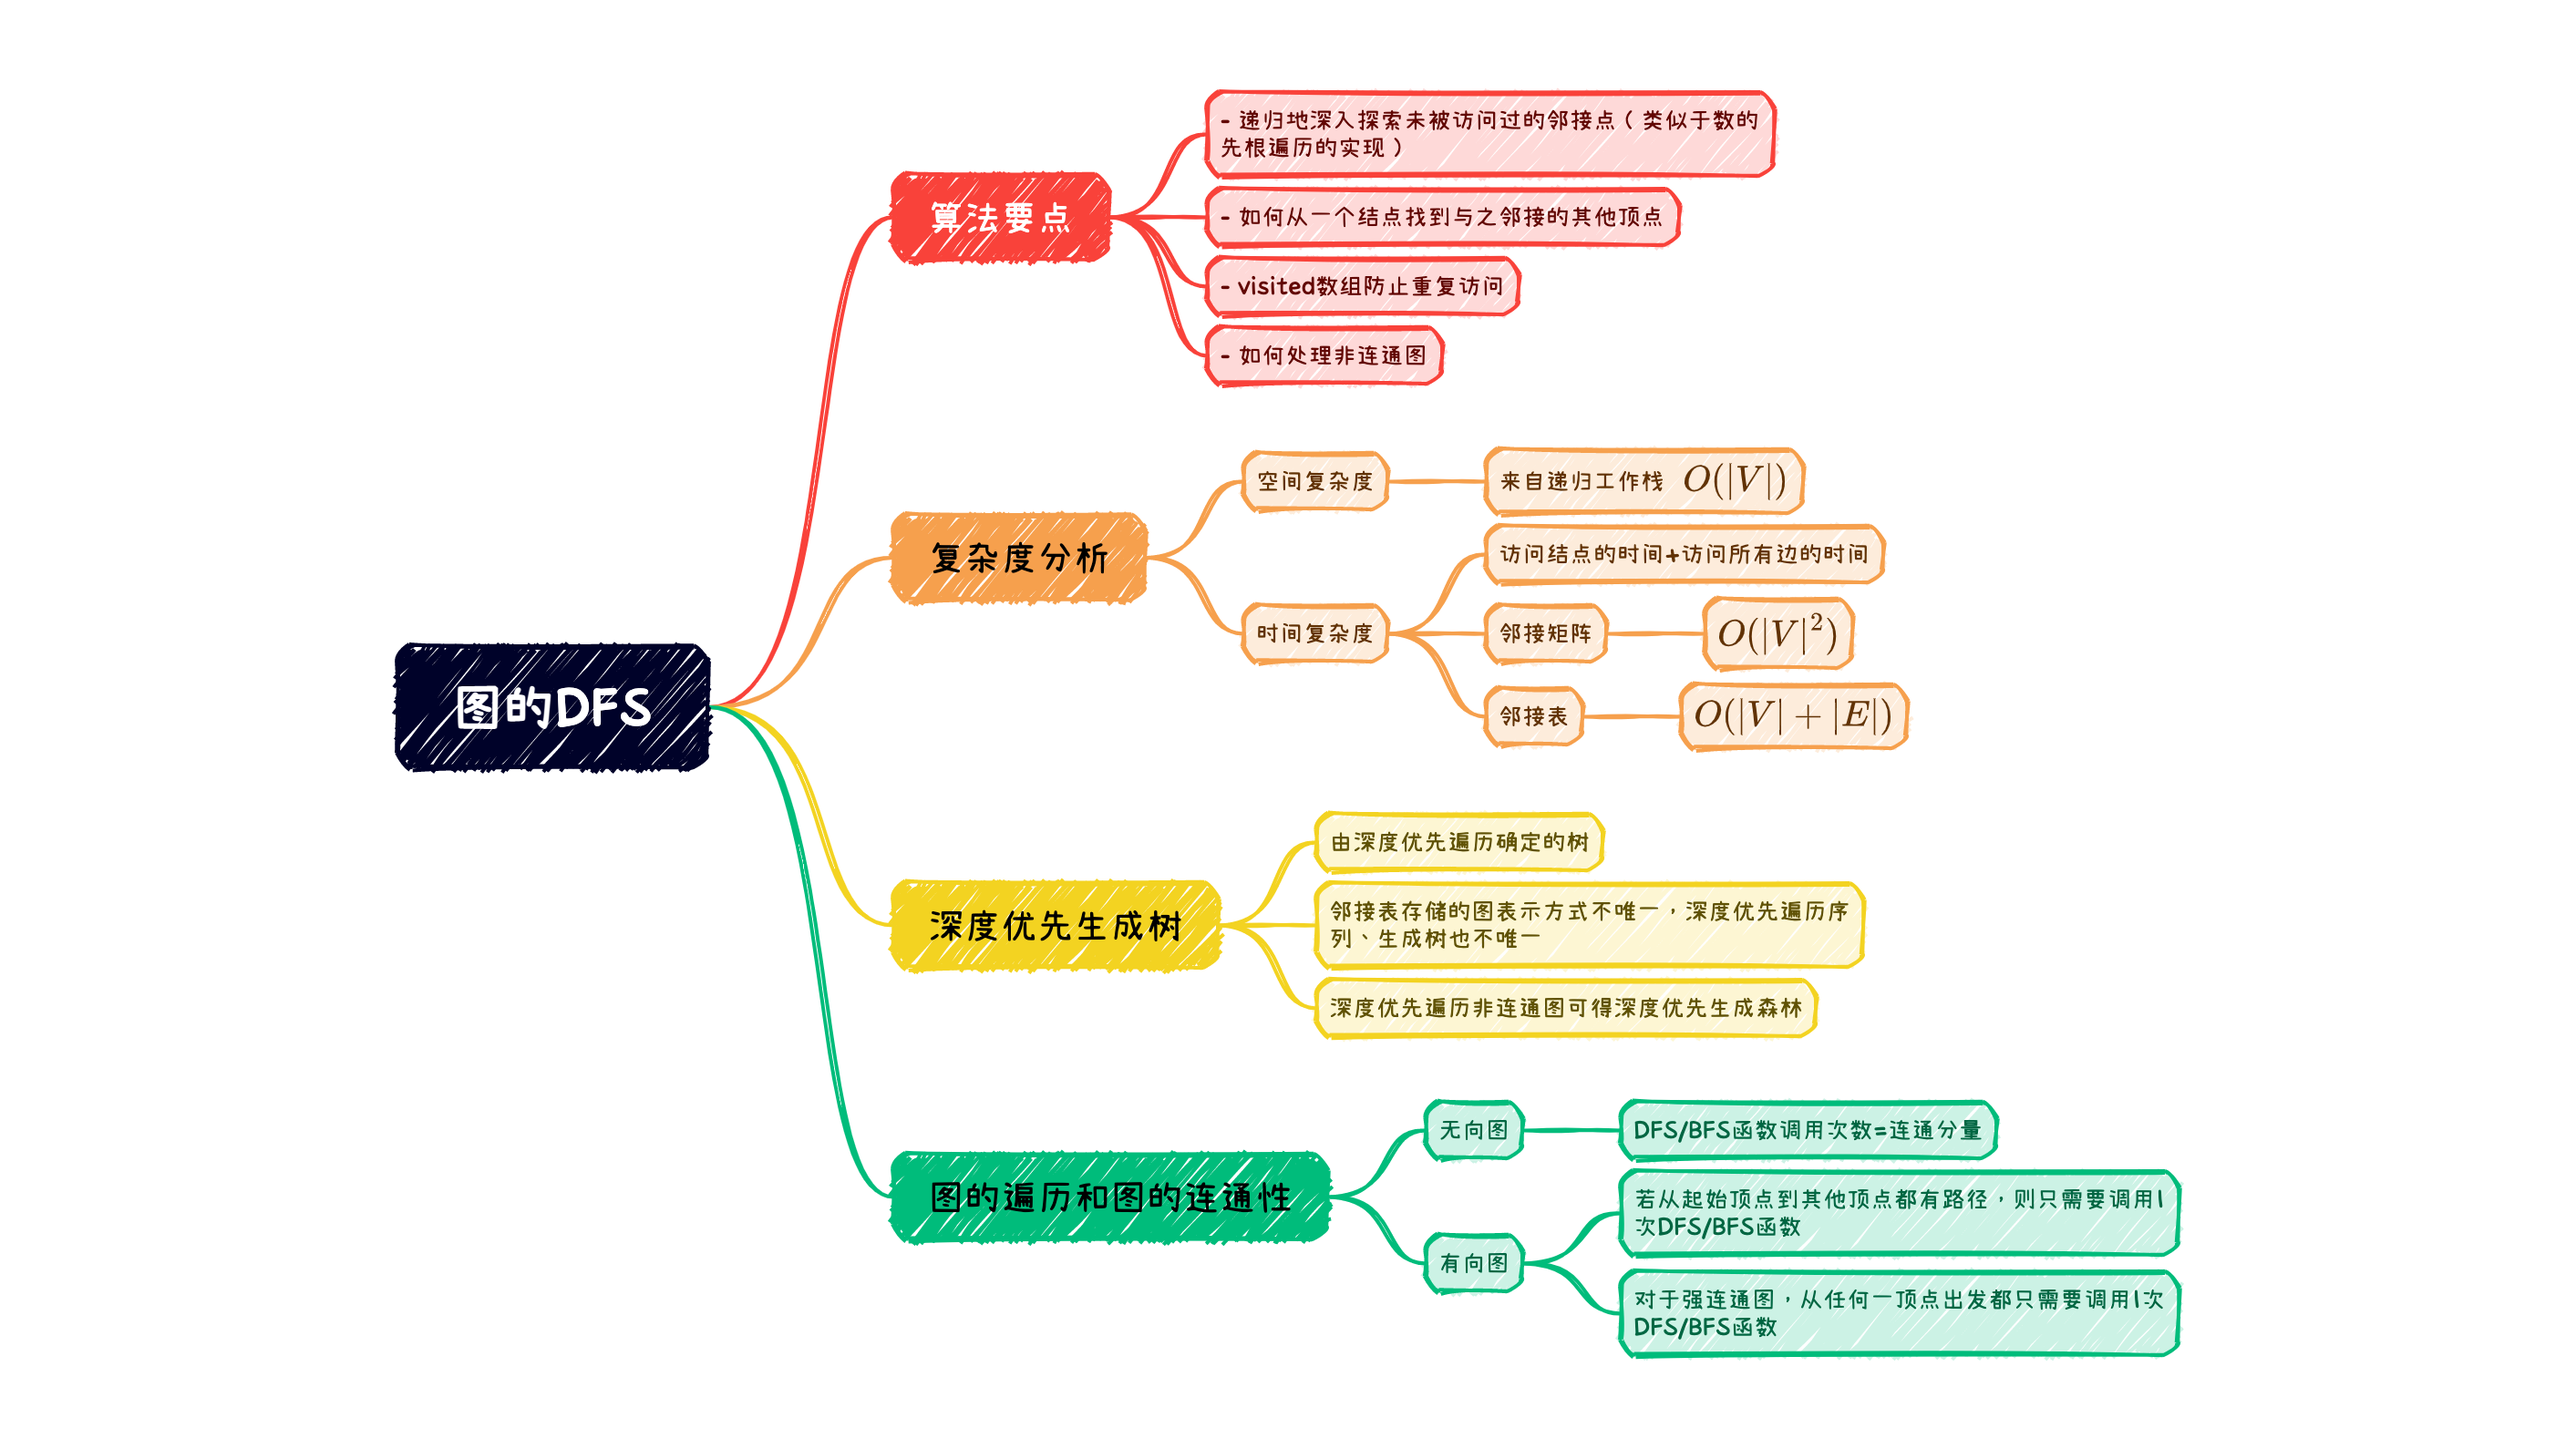 图的DFS
算法要点
- 递归地深入探索未被访问过的邻接点（类似于数的
先根遍历的实现）
- 如何从一个结点找到与之邻接的其他顶点
- visited数组防止重复访问
- 如何处理非连通图
复杂度分析
空间复杂度
来自递归工作栈 O(|V|)
时间复杂度
访问结点的时间+访问所有边的时间
邻接矩阵
O(|V|²)
邻接表
O(|V| + |E|)
深度优先生成树
由深度优先遍历确定的树
邻接表存储的图表示方式不唯一，深度优先遍历序
列、生成树也不唯一
深度优先遍历非连通图可得深度优先生成森林
图的遍历和图的连通性
无向图
DFS/BFS函数调用次数=连通分量
有向图
若从起始顶点到其他顶点都有路径，则只需要调用1
次DFS/BFS函数
对于强连通图，从任何一顶点出发都只需要调用1次
DFS/BFS函数